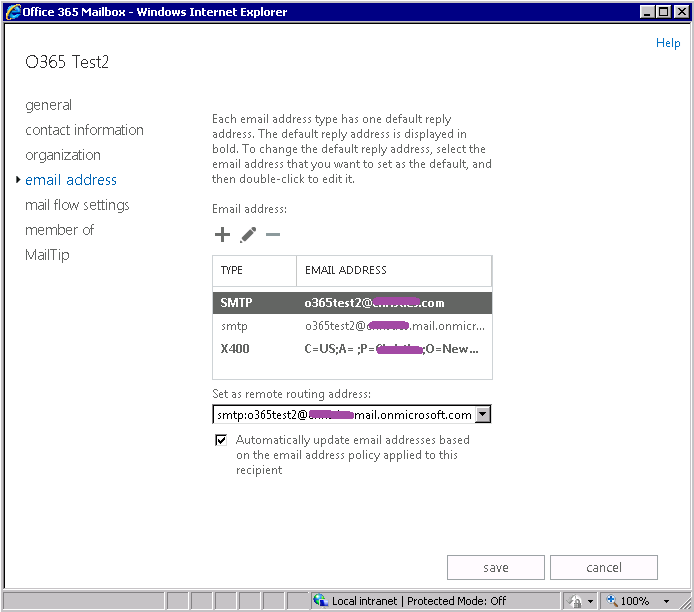 Office 365 Mailbox - Windows Internet Explorer
Help
O365 Test2
general
contact information
organization
email address
mail flow settings
member of
MailTip
Each email address type has one default reply
address. The default reply address is displayed in
bold. To change the default reply address, select the
email address that you want to set as the default, and
then double-click to edit it.
Email address:
TYPE EMAIL ADDRESS
SMTP o365test2@ .com
smtp o365test2@ .mail.onmicr...
X400 C=US;A= ;P= ;O=New...
Set as remote routing address:
smtp:o365test2@ mail.onmicrosoft.com
Automatically update email addresses based
on the email address policy applied to this
recipient
save cancel
Local intranet | Protected Mode: Off 100%